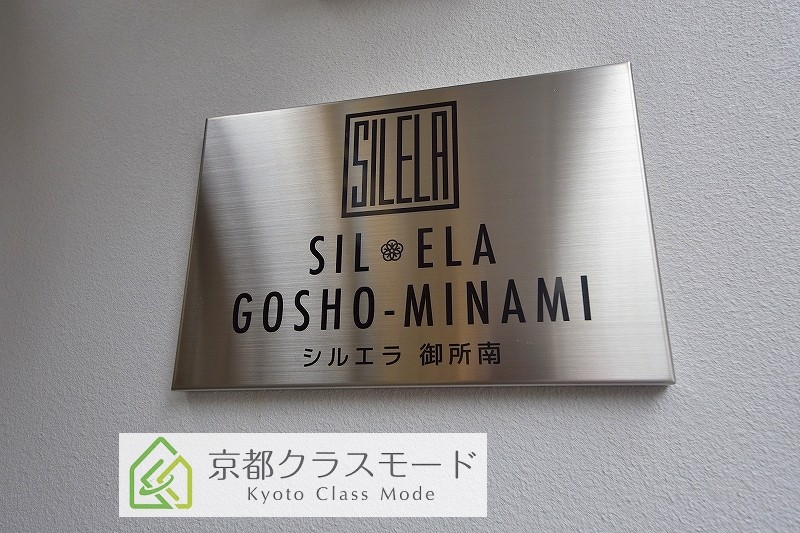 SILELA
SIL ELA
GOSHO-MINAMI
シルエラ 御所南
京都クラスモード
Kyoto Class Mode